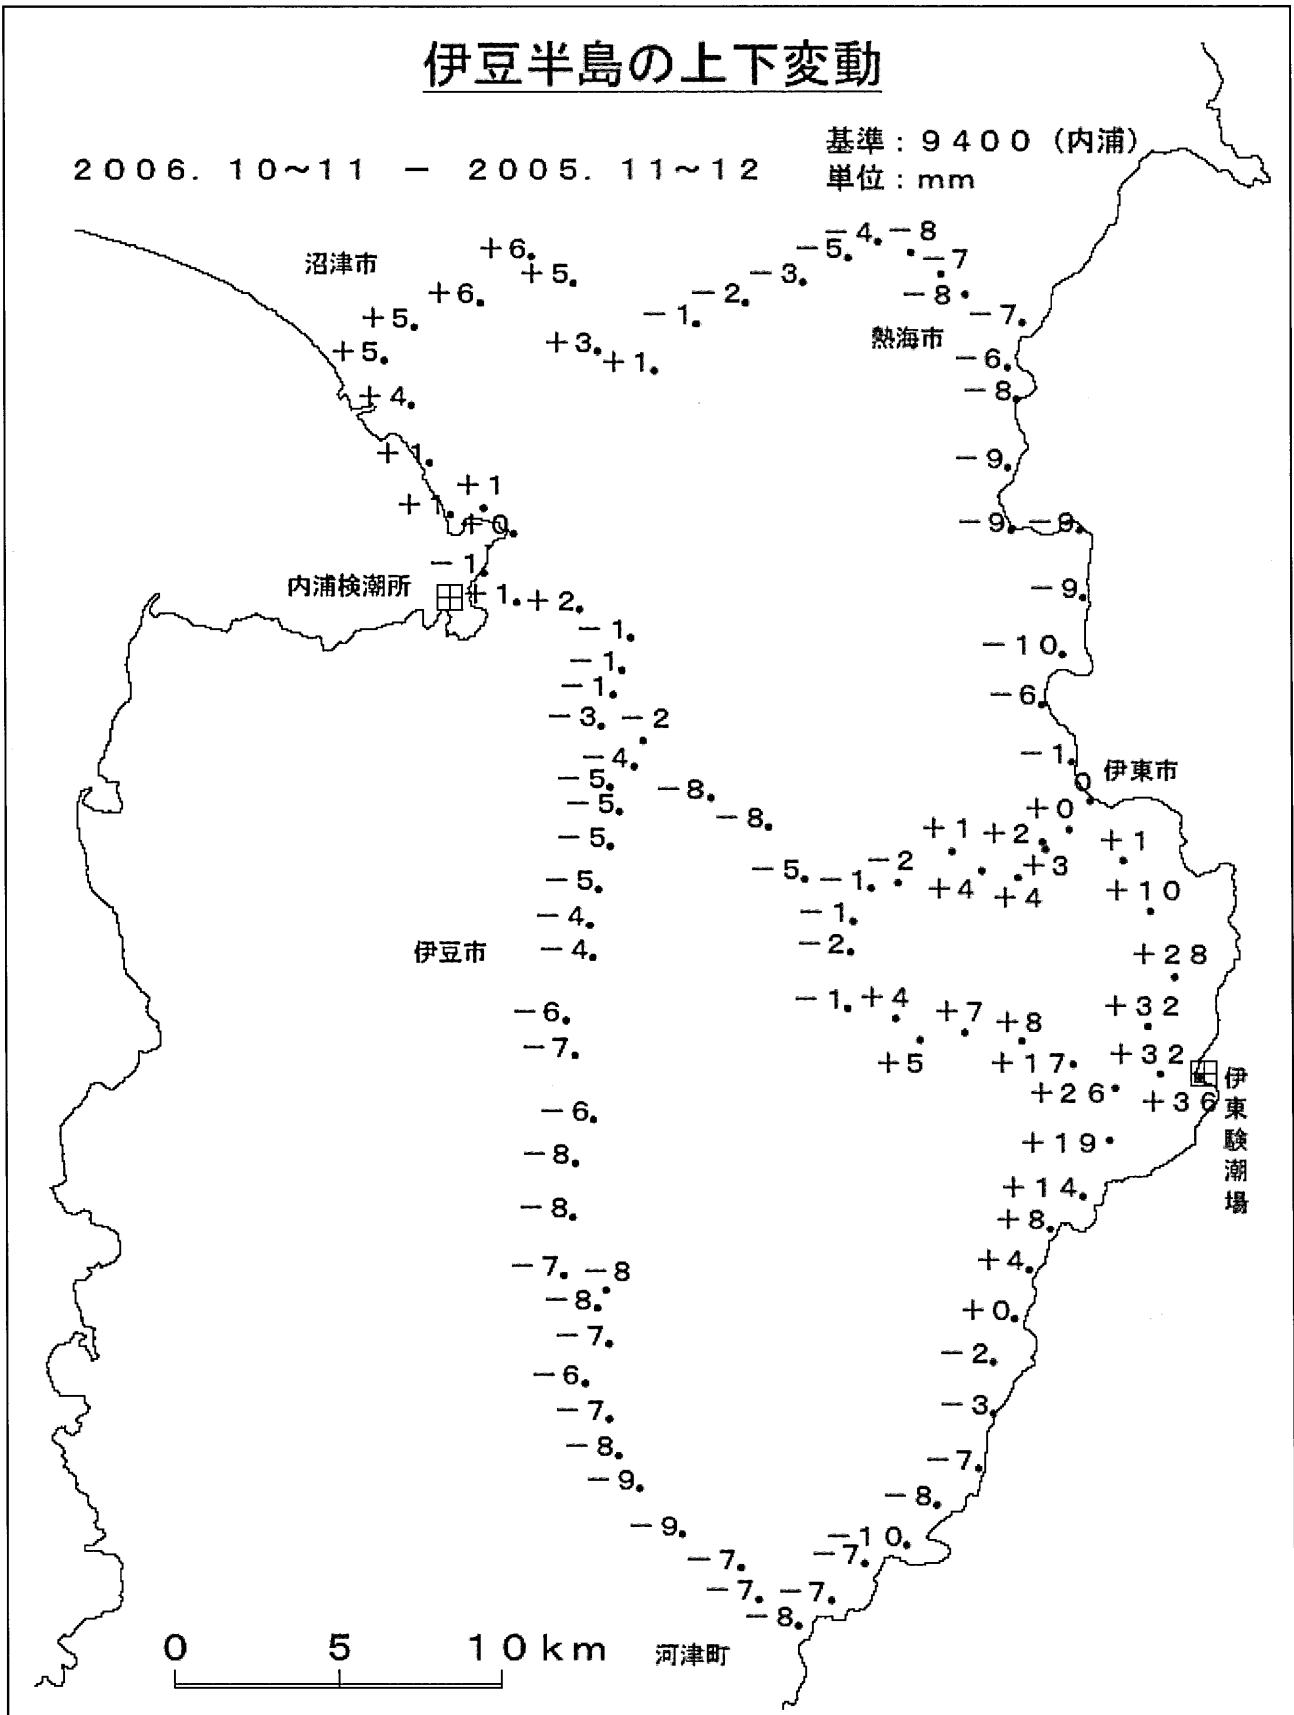 伊豆半島の上下変動
2006. 10~11 － 2005. 11~12
基準：9400（内浦）
単位：mm
－4 －8
＋6 －5 －7
沼津市 ＋5 －3
＋6 －2 －8
＋5 －1 －7
＋5 ＋3 ＋1 熱海市 －6
＋4 －8
＋1 －9
＋1
＋1 ＋0 －9 －9
－1
内浦検潮所 ＋1 ＋2 －9
－1 －10
－1
－1 －6
－3 －2
－4 －1 伊東市
－5 －8 0
－5 －8 ＋0
－5 ＋1 ＋2 ＋1
－5 －5 －1 －2 ＋4 ＋4 ＋3 ＋10
－4 －1
伊豆市 －4 －2 ＋28
－6 －1 ＋4 ＋7 ＋8 ＋32
－7 ＋5 ＋17 ＋32
－6 ＋26 ＋36 伊東験潮場
－8 ＋19
－8 ＋14
＋8
－7 －8 ＋4
－8 ＋0
－7
－6 －2
－7 －3
－8 －7
－9 －8
－9 －10
－7 －7
－7 －7
－8
0 5 10km 河津町